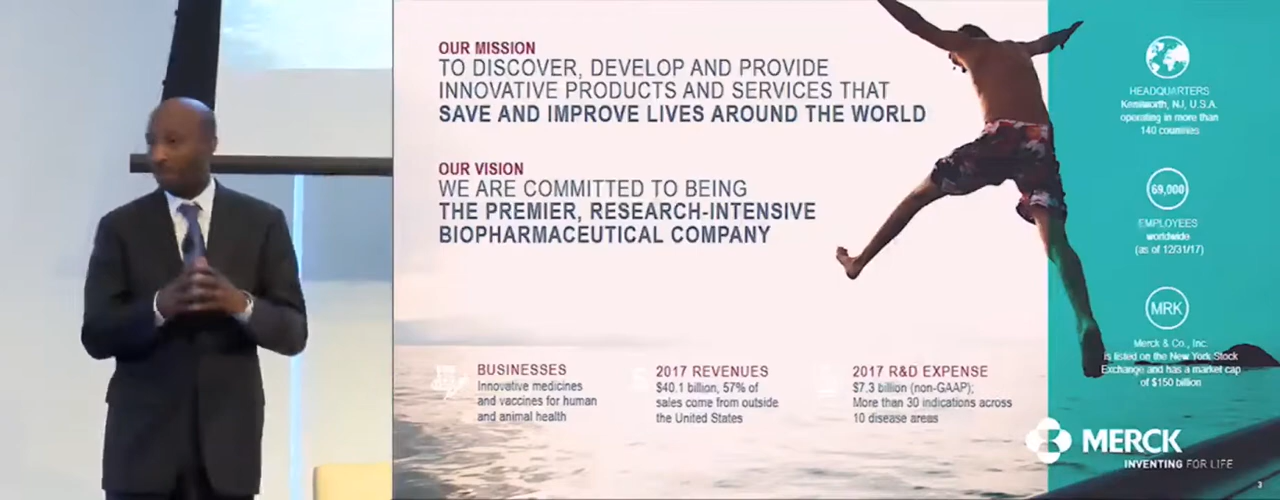 OUR MISSION
TO DISCOVER, DEVELOP AND PROVIDE
INNOVATIVE PRODUCTS AND SERVICES THAT
SAVE AND IMPROVE LIVES AROUND THE WORLD
OUR VISION
WE ARE COMMITTED TO BEING
THE PREMIER, RESEARCH-INTENSIVE
BIOPHARMACEUTICAL COMPANY
BUSINESSES
Innovative medicines
and vaccines for human
and animal health
2017 REVENUES
$40.1 billion, 57% of
sales come from outside
the United States
2017 R&D EXPENSE
$7.3 billion (non-GAAP);
More than 30 indications across
10 disease areas
HEADQUARTERS
Kenilworth, NJ, U.S.A.
operating in more than
140 countries
69,000
EMPLOYEES
worldwide
(as of 12/31/17)
MRK
Merck & Co., Inc.
is listed on the New York Stock
Exchange and has a market cap
of $150 billion
MERCK
INVENTING FOR LIFE
3